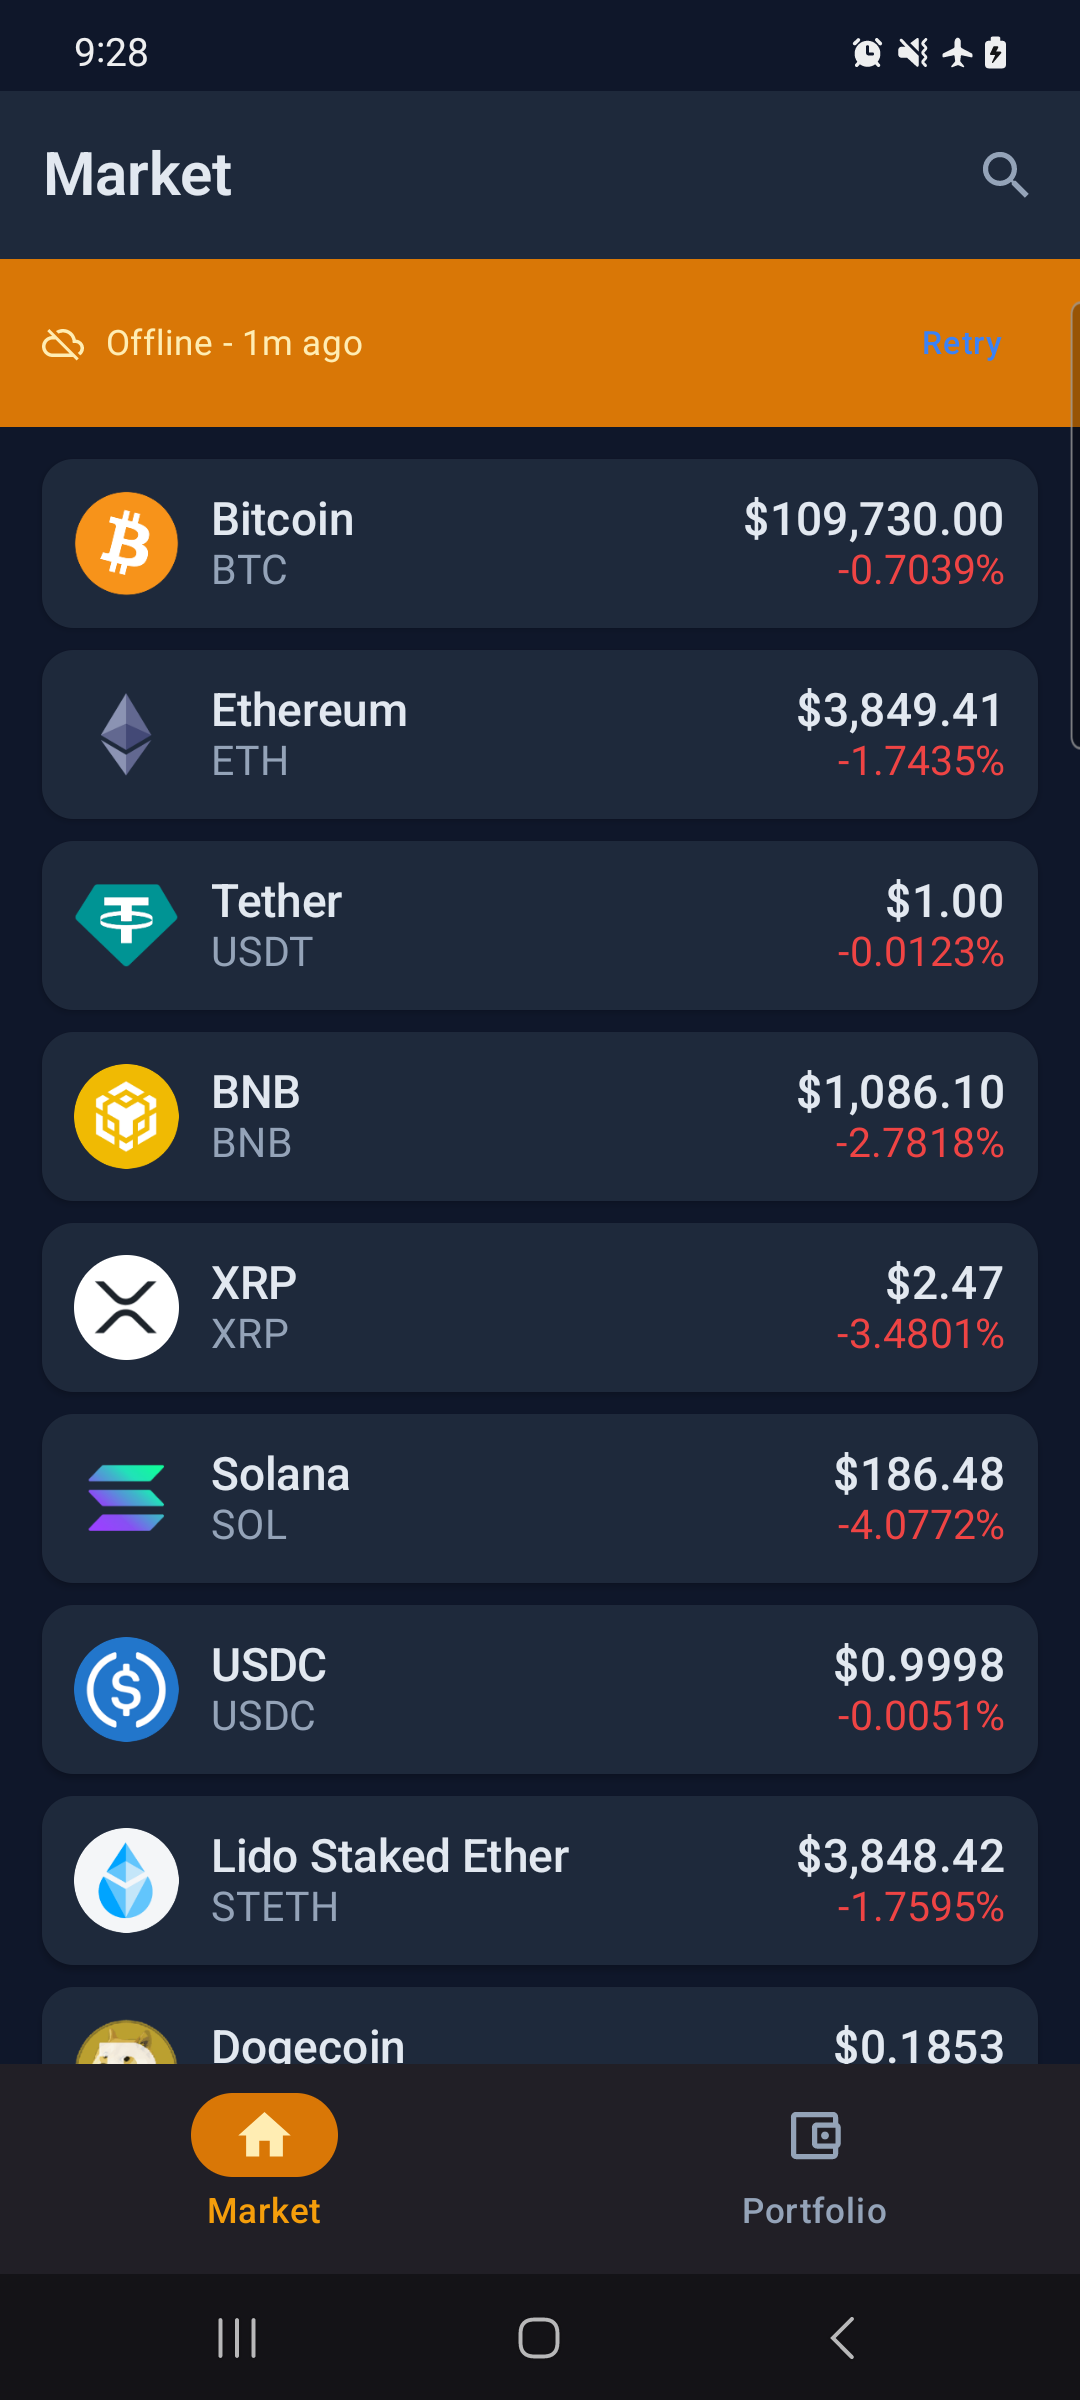 9:28
Market
Offline - 1m ago
Retry
Bitcoin
$109,730.00
BTC
-0.7039%
Ethereum
$3,849.41
ETH
-1.7435%
Tether
$1.00
USDT
-0.0123%
BNB
$1,086.10
BNB
-2.7818%
XRP
$2.47
XRP
-3.4801%
Solana
$186.48
SOL
-4.0772%
USDC
$0.9998
USDC
-0.0051%
Lido Staked Ether
$3,848.42
STETH
-1.7595%
Dogecoin
$0.1853
Market
Portfolio